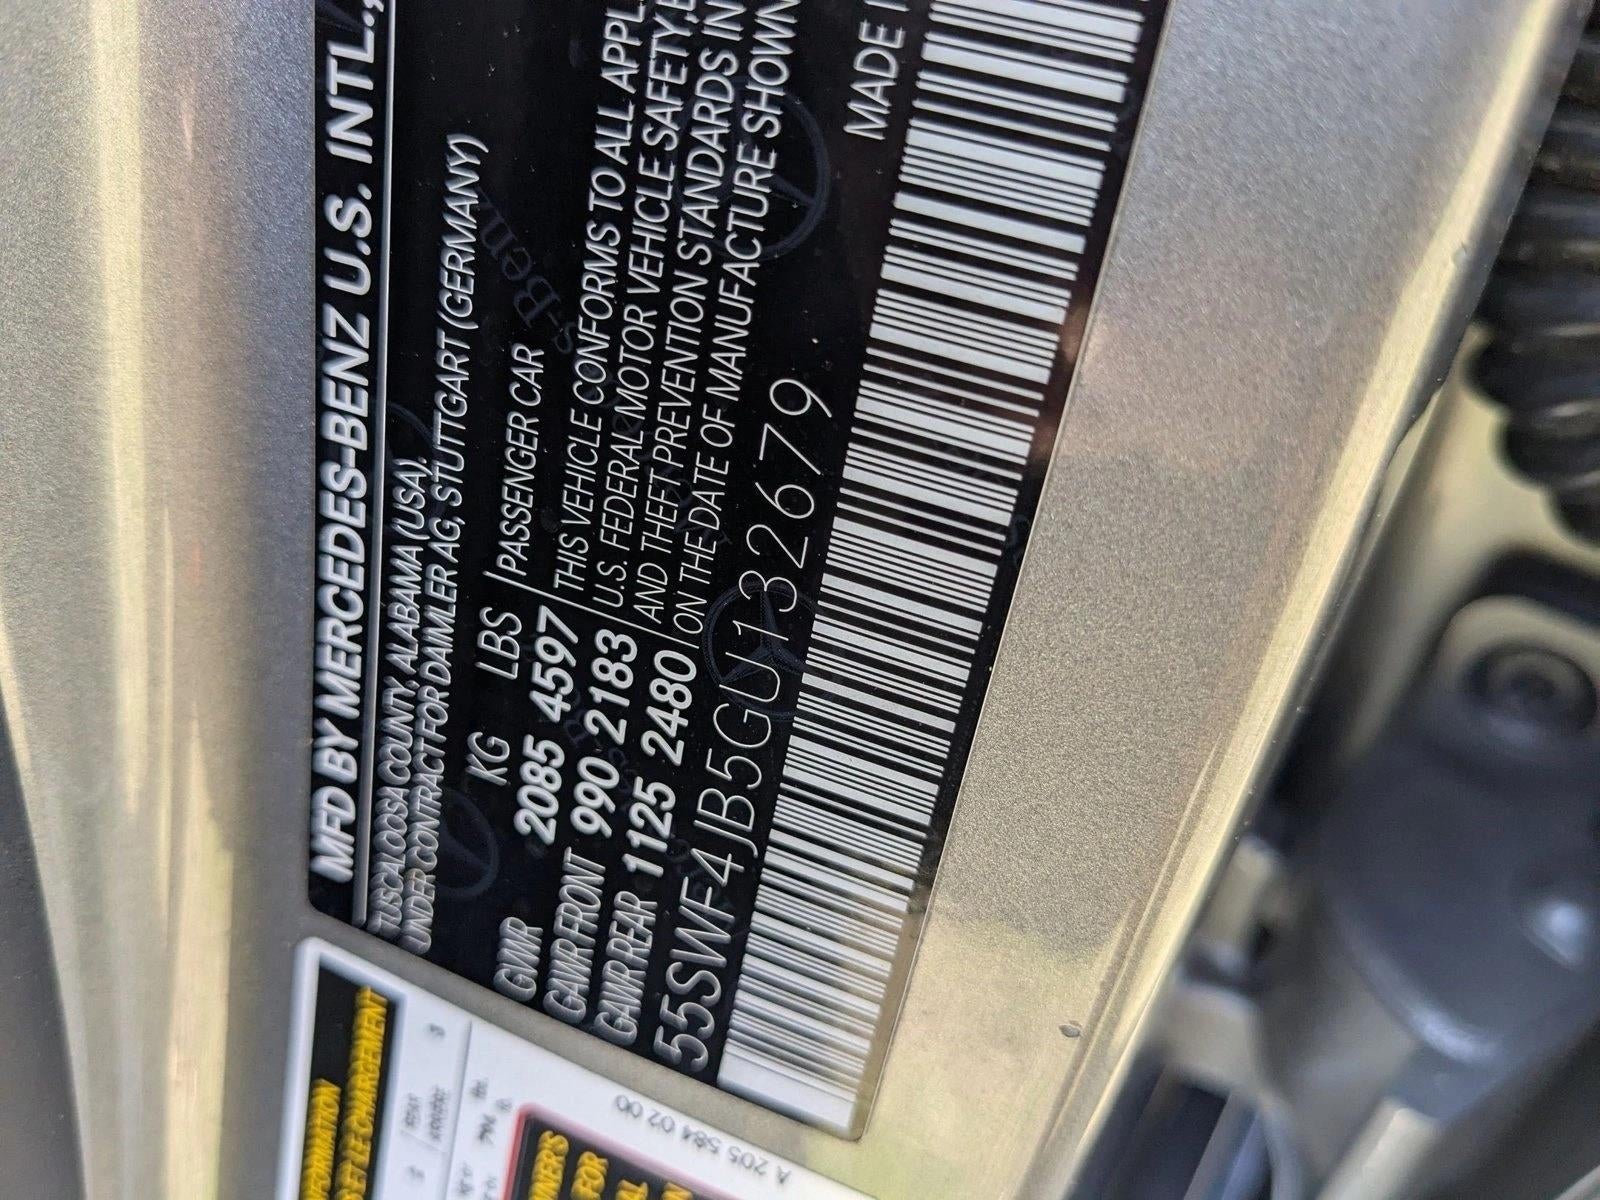 MFD BY MERCEDES-BENZ U.S. INTL.,
TUSCALOOSA COUNTY, ALABAMA (USA),
UNDER CONTRACT FOR DAIMLER AG, STUTTGART (GERMANY)
KG LBS PASSENGER CAR
GVWR 2085 4597
GAWR FRONT 990 2183
GAWR REAR 1125 2480
THIS VEHICLE CONFORMS TO ALL APPL
U.S. FEDERAL MOTOR VEHICLE SAFETY,
AND THEFT PREVENTION STANDARDS IN
ON THE DATE OF MANUFACTURE SHOWN
MADE
55SWF4JB5GU132679
A 205 584 02 00
LE CHARGEMENT
FOR